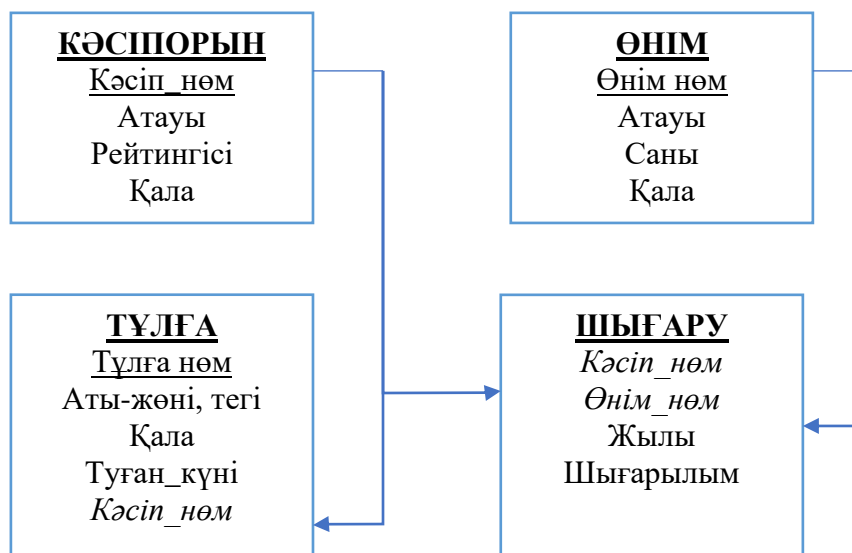 КӘСІПОРЫН
Кәсіп_нөм
Атауы
Рейтингісі
Қала
ӨНІМ
Өнім нөм
Атауы
Саны
Қала
ТҰЛҒА
Тұлға нөм
Аты-жөні, тегі
Қала
Туған_күні
Кәсіп_нөм
ШЫҒАРУ
Кәсіп_нөм
Өнім_нөм
Жылы
Шығарылым